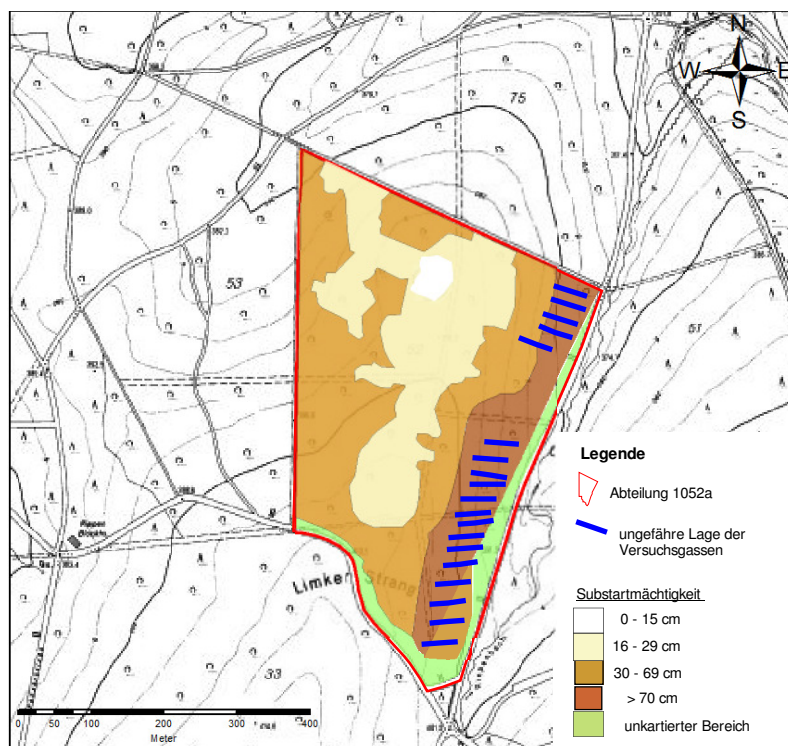 N
W E
S
75
53
51
33
Limker Strang
Legende
Abteilung 1052a
ungefähre Lage der
Versuchsgassen
Substartmächtigkeit
0 - 15 cm
16 - 29 cm
30 - 69 cm
> 70 cm
unkartierter Bereich
0 50 100 200 300 400
Meter